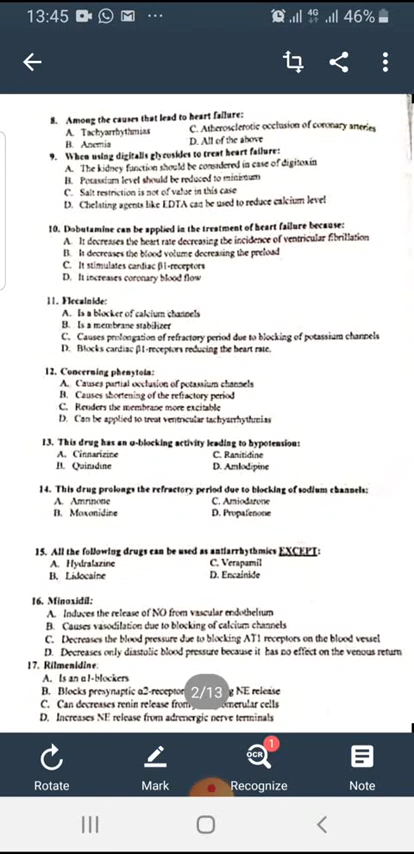 13:45
4G
46%
8. Among the causes that lead to heart failure:
A. Tachyarrhythmias C. Atherosclerotic occlusion of coronary arteries
B. Anemia D. All of the above
9. When using digitalis glycosides to treat heart failure:
A. The kidney function should be considered in case of digitoxin
B. Potassium level should be reduced to minimum
C. Salt restriction is not of value in this case
D. Chelating agents like EDTA can be used to reduce calcium level
10. Dobutamine can be applied in the treatment of heart failure because:
A. It decreases the heart rate decreasing the incidence of ventricular fibrillation
B. It decreases the blood volume decreasing the preload
C. It stimulates cardiac β1-receptors
D. It increases coronary blood flow
11. Flecainide:
A. Is a blocker of calcium channels
B. Is a membrane stabilizer
C. Causes prolongation of refractory period due to blocking of potassium channels
D. Blocks cardiac β1-receptors reducing the heart rate.
12. Concerning phenytoin:
A. Causes partial occlusion of potassium channels
B. Causes shortening of the refractory period
C. Renders the membrane more excitable
D. Can be applied to treat ventricular tachyarrhythmias
13. This drug has an α-blocking activity leading to hypotension:
A. Cinnarizine C. Ranitidine
B. Quinidine D. Amlodipine
14. This drug prolongs the refractory period due to blocking of sodium channels:
A. Amrinone C. Amiodarone
B. Moxonidine D. Propafenone
15. All the following drugs can be used as antiarrhythmics EXCEPT:
A. Hydralazine C. Verapamil
B. Lidocaine D. Encainide
16. Minoxidil:
A. Induces the release of NO from vascular endothelium
B. Causes vasodilation due to blocking of calcium channels
C. Decreases the blood pressure due to blocking AT1 receptors on the blood vessel
D. Decreases only diastolic blood pressure because it has no effect on the venous return
17. Rilmenidine:
A. Is an α1-blockers
B. Blocks presynaptic α2-receptor 2/13 g NE release
C. Can decreases renin release from omerular cells
D. Increases NE release from adrenergic nerve terminals
OCR 1
Rotate Mark Recognize Note